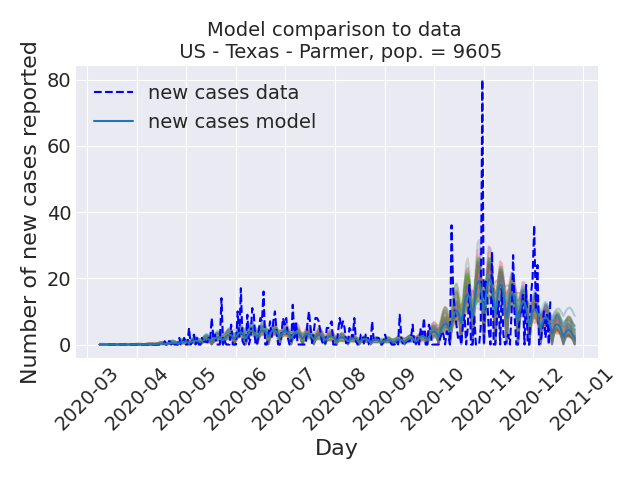 Model comparison to data
US - Texas - Parmer, pop. = 9605
Number of new cases reported
80
60
40
20
0
new cases data
new cases model
2020-03
2020-04
2020-05
2020-06
2020-07
2020-08
2020-09
2020-10
2020-11
2020-12
2021-01
Day